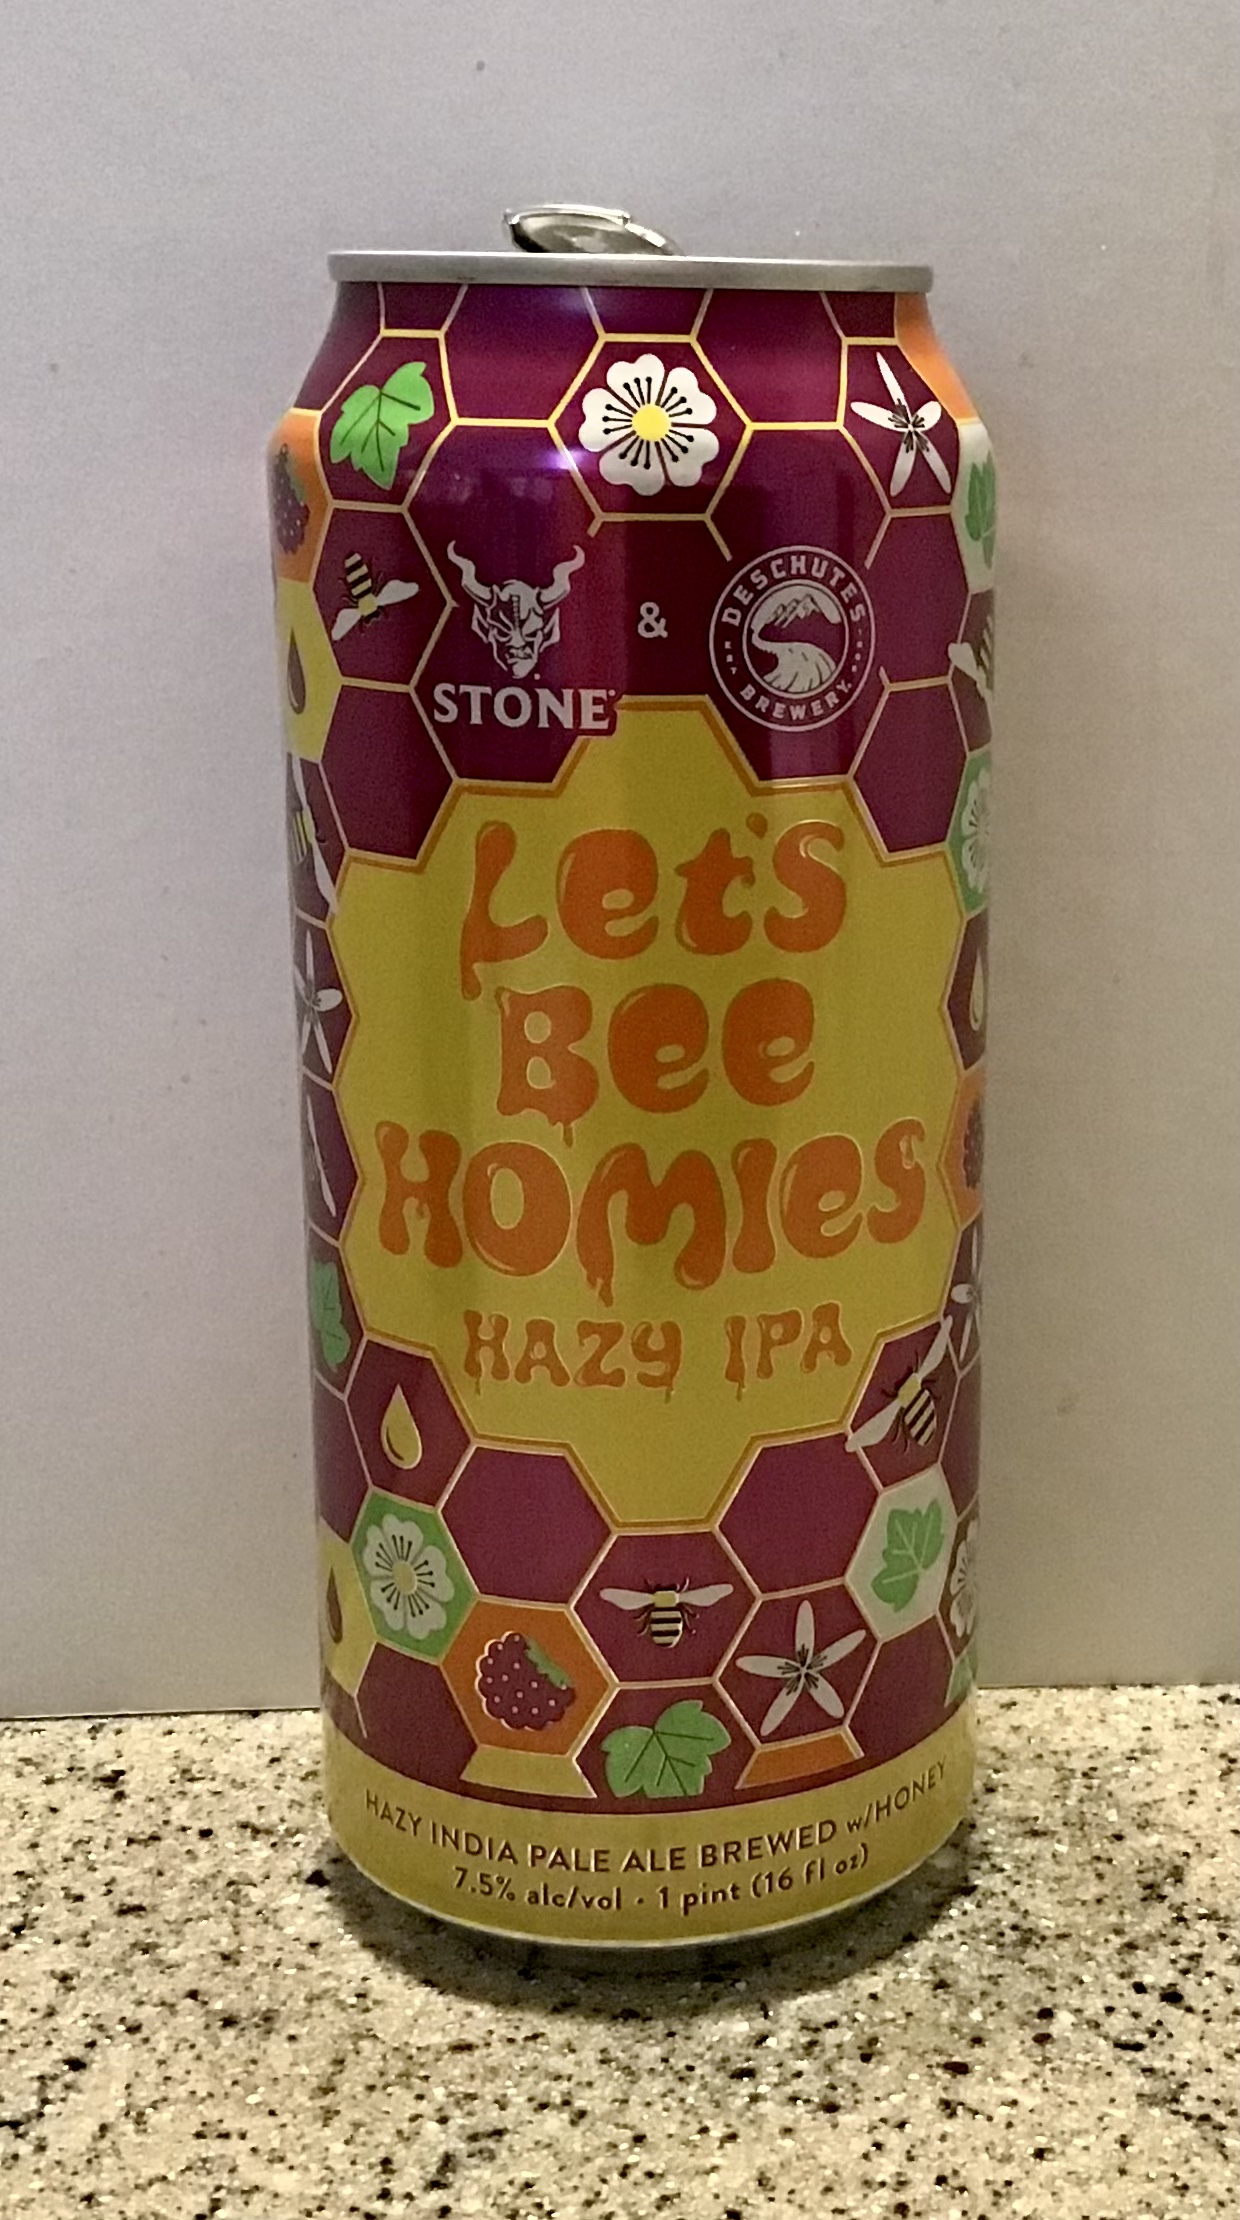 STONE
&
DESCHUTES
BREWERY
Let's
Bee
Homies
Hazy IPA
HAZY INDIA PALE ALE BREWED w/HONEY
7.5% alc/vol · 1 pint (16 fl oz)